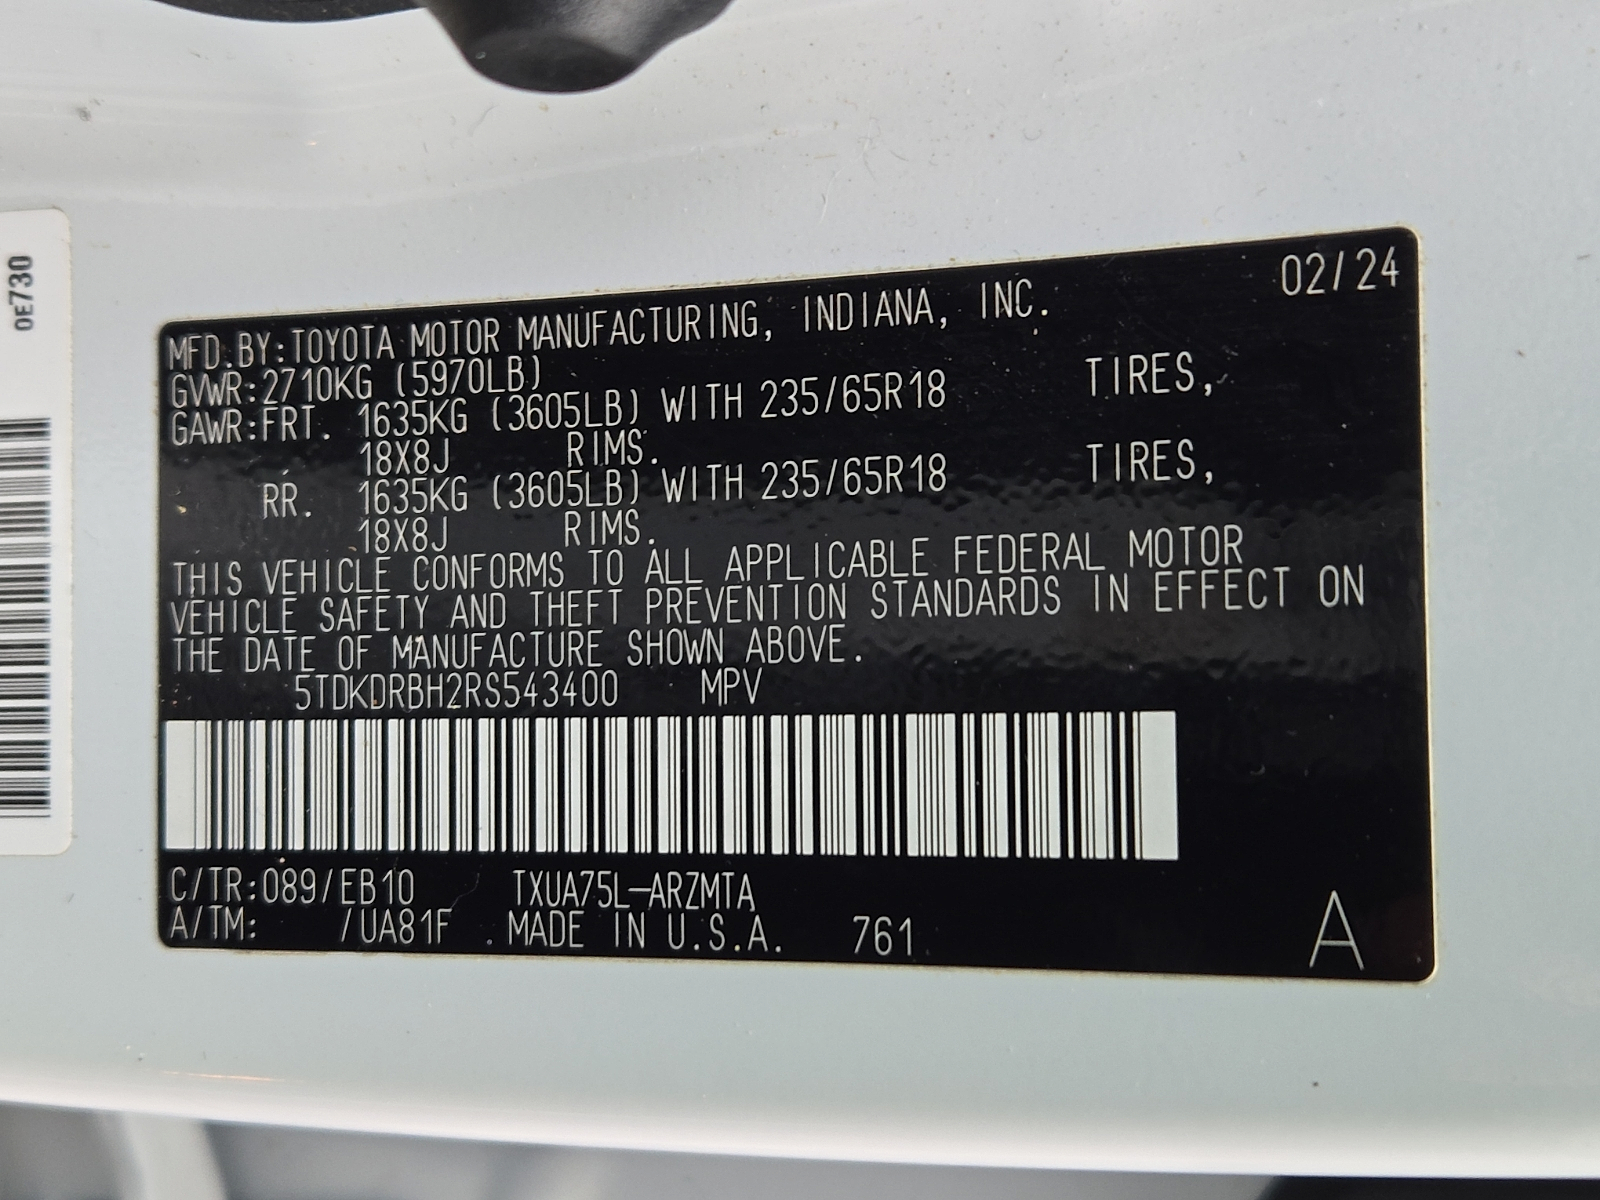 0E730
02/24
MFD.BY:TOYOTA MOTOR MANUFACTURING, INDIANA, INC.
GVWR:2710KG (5970LB)
GAWR:FRT. 1635KG (3605LB) WITH 235/65R18 TIRES,
18X8J RIMS.
RR. 1635KG (3605LB) WITH 235/65R18 TIRES,
18X8J RIMS.
THIS VEHICLE CONFORMS TO ALL APPLICABLE FEDERAL MOTOR
VEHICLE SAFETY AND THEFT PREVENTION STANDARDS IN EFFECT ON
THE DATE OF MANUFACTURE SHOWN ABOVE.
5TDKDRBH2RS543400 MPV
C/TR:089/EB10 TXUA75L-ARZMTA
A/TM: /UA81F MADE IN U.S.A. 761
A